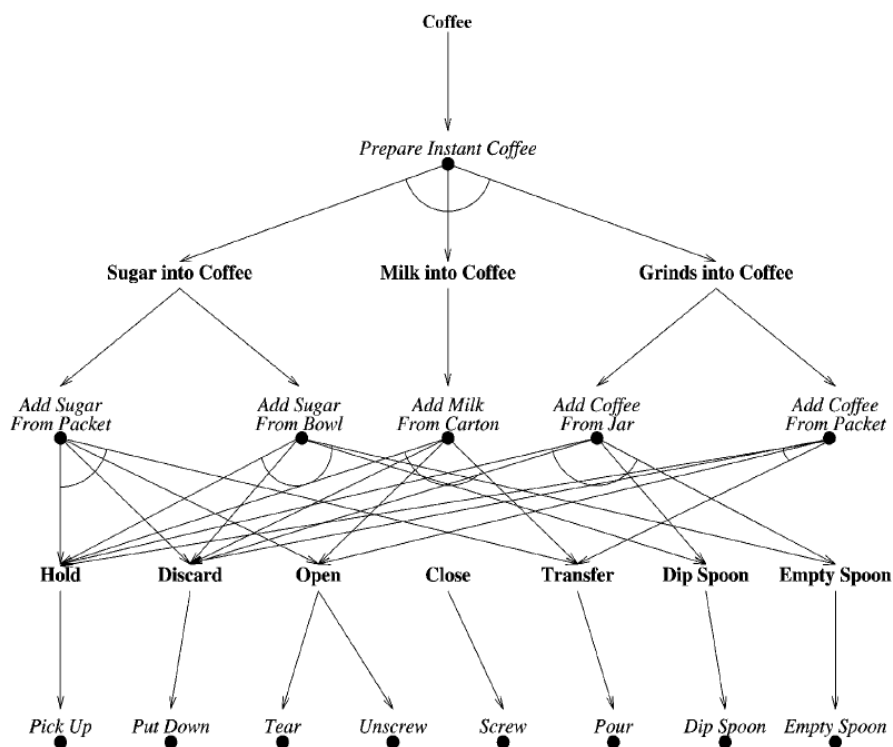 Coffee
Prepare Instant Coffee
Sugar into Coffee Milk into Coffee Grinds into Coffee
Add Sugar Add Sugar Add Milk Add Coffee Add Coffee
From Packet From Bowl From Carton From Jar From Packet
Hold Discard Open Close Transfer Dip Spoon Empty Spoon
Pick Up Put Down Tear Unscrew Screw Pour Dip Spoon Empty Spoon